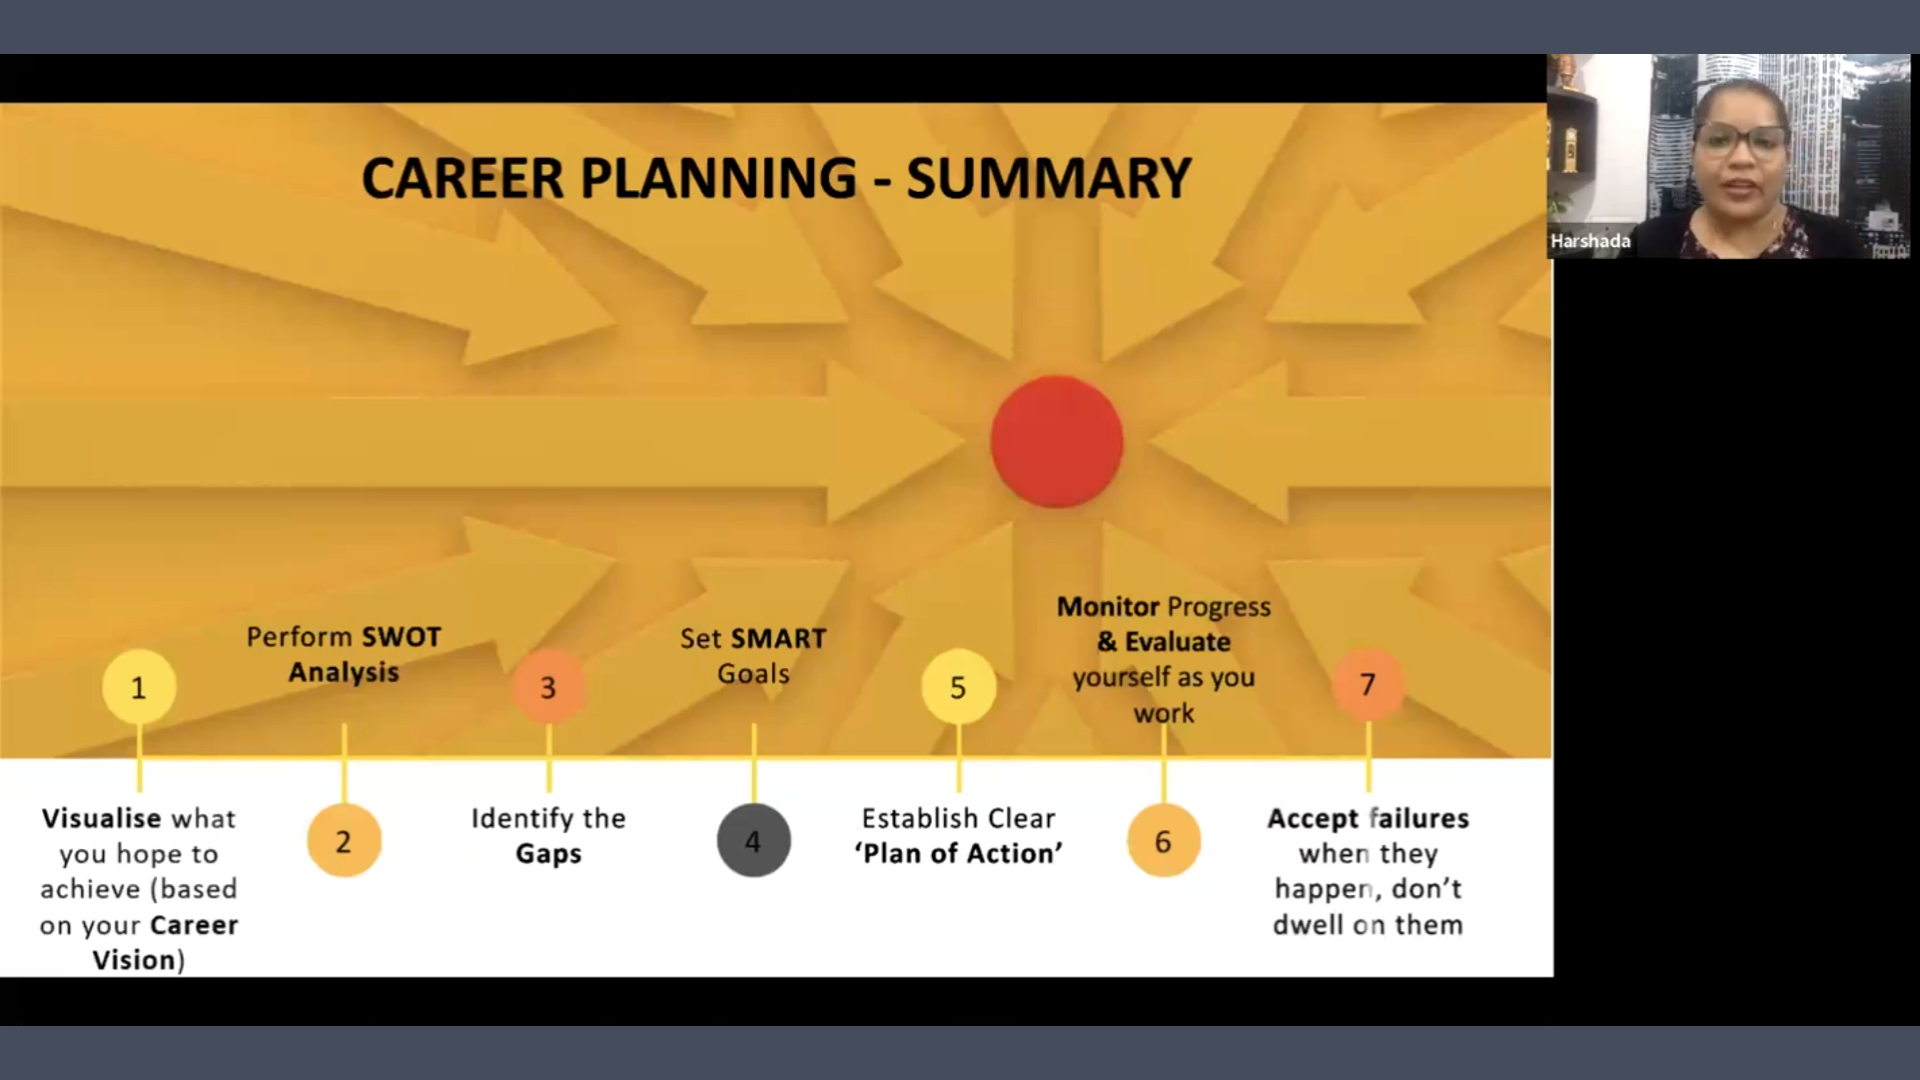 CAREER PLANNING - SUMMARY
Harshada
1
Visualise what
you hope to
achieve (based
on your Career
Vision)
Perform SWOT
Analysis
2
3
Identify the
Gaps
Set SMART
Goals
4
5
Establish Clear
‘Plan of Action’
Monitor Progress
& Evaluate
yourself as you
work
6
7
Accept failures
when they
happen, don’t
dwell on them